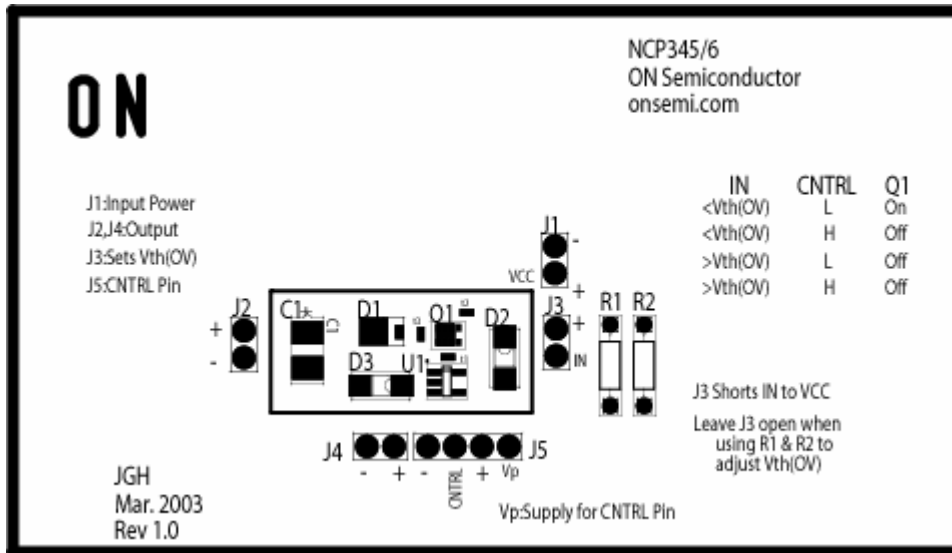 NCP345/6
ON Semiconductor
onsemi.com
ON
J1:Input Power
J2,J4:Output
J3:Sets Vth(OV)
J5:CNTRL Pin
IN CNTRL Q1
<Vth(OV) L On
<Vth(OV) H Off
>Vth(OV) L Off
>Vth(OV) H Off
J1
-
VCC
+
J2
+
-
C1
C1
D1
Q1
D2
D3
U1
J3
+
IN
R1 R2
J3 Shorts IN to VCC
Leave J3 open when
using R1 & R2 to
adjust Vth(OV)
J4
- +
J5
- CNTRL + Vp
Vp:Supply for CNTRL Pin
JGH
Mar. 2003
Rev 1.0